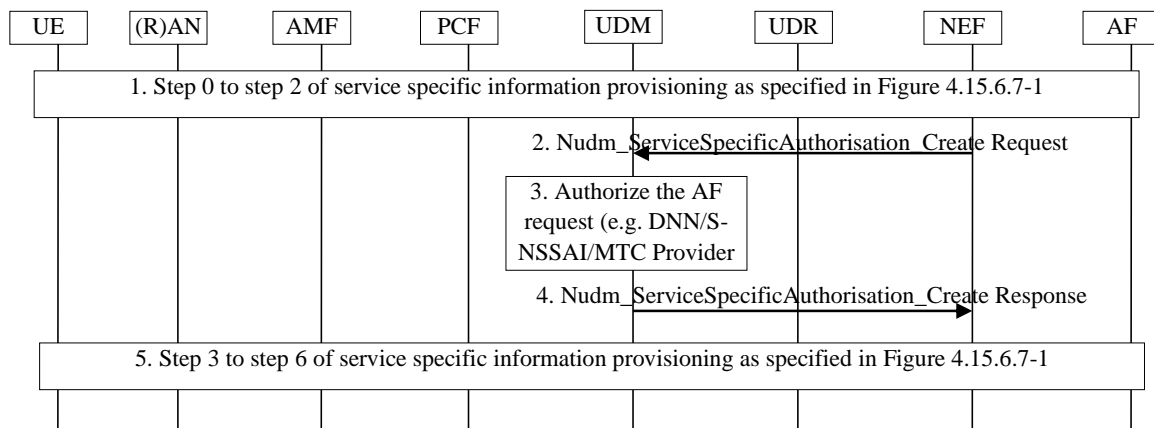 UE (R)AN AMF PCF UDM UDR NEF AF
1. Step 0 to step 2 of service specific information provisioning as specified in Figure 4.15.6.7-1
2. Nudm_ServiceSpecificAuthorisation_Create Request
3. Authorize the AF
request (e.g. DNN/S-
NSSAI/MTC Provider
4. Nudm_ServiceSpecificAuthorisation_Create Response
5. Step 3 to step 6 of service specific information provisioning as specified in Figure 4.15.6.7-1